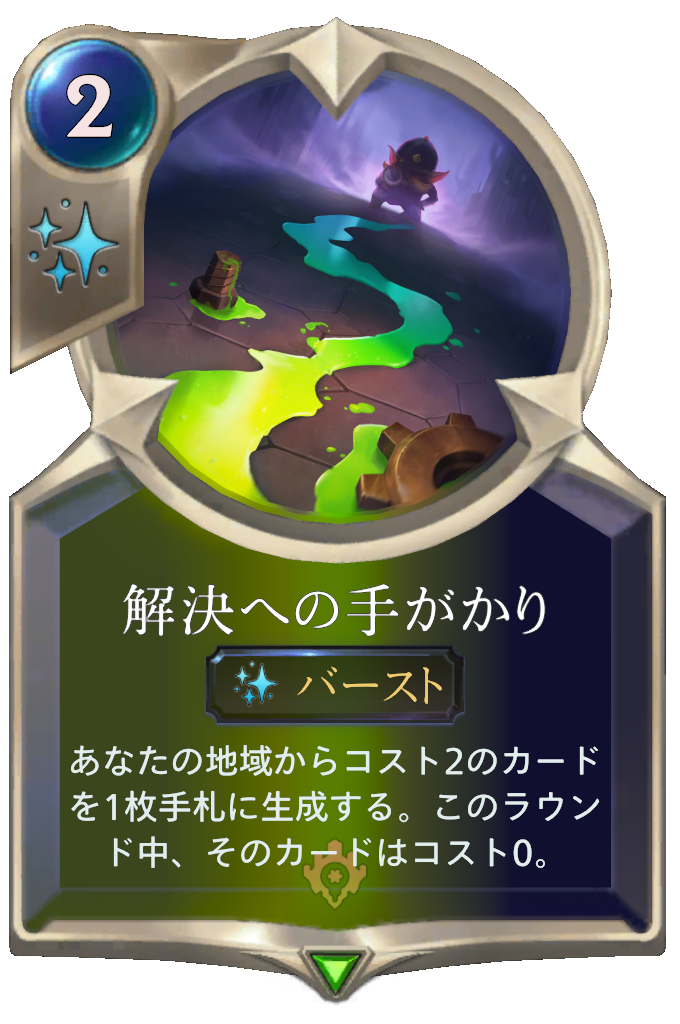 2
解決への手がかり
バースト
あなたの地域からコスト2のカード
を1枚手札に生成する。このラウン
ド中、そのカードはコスト0。